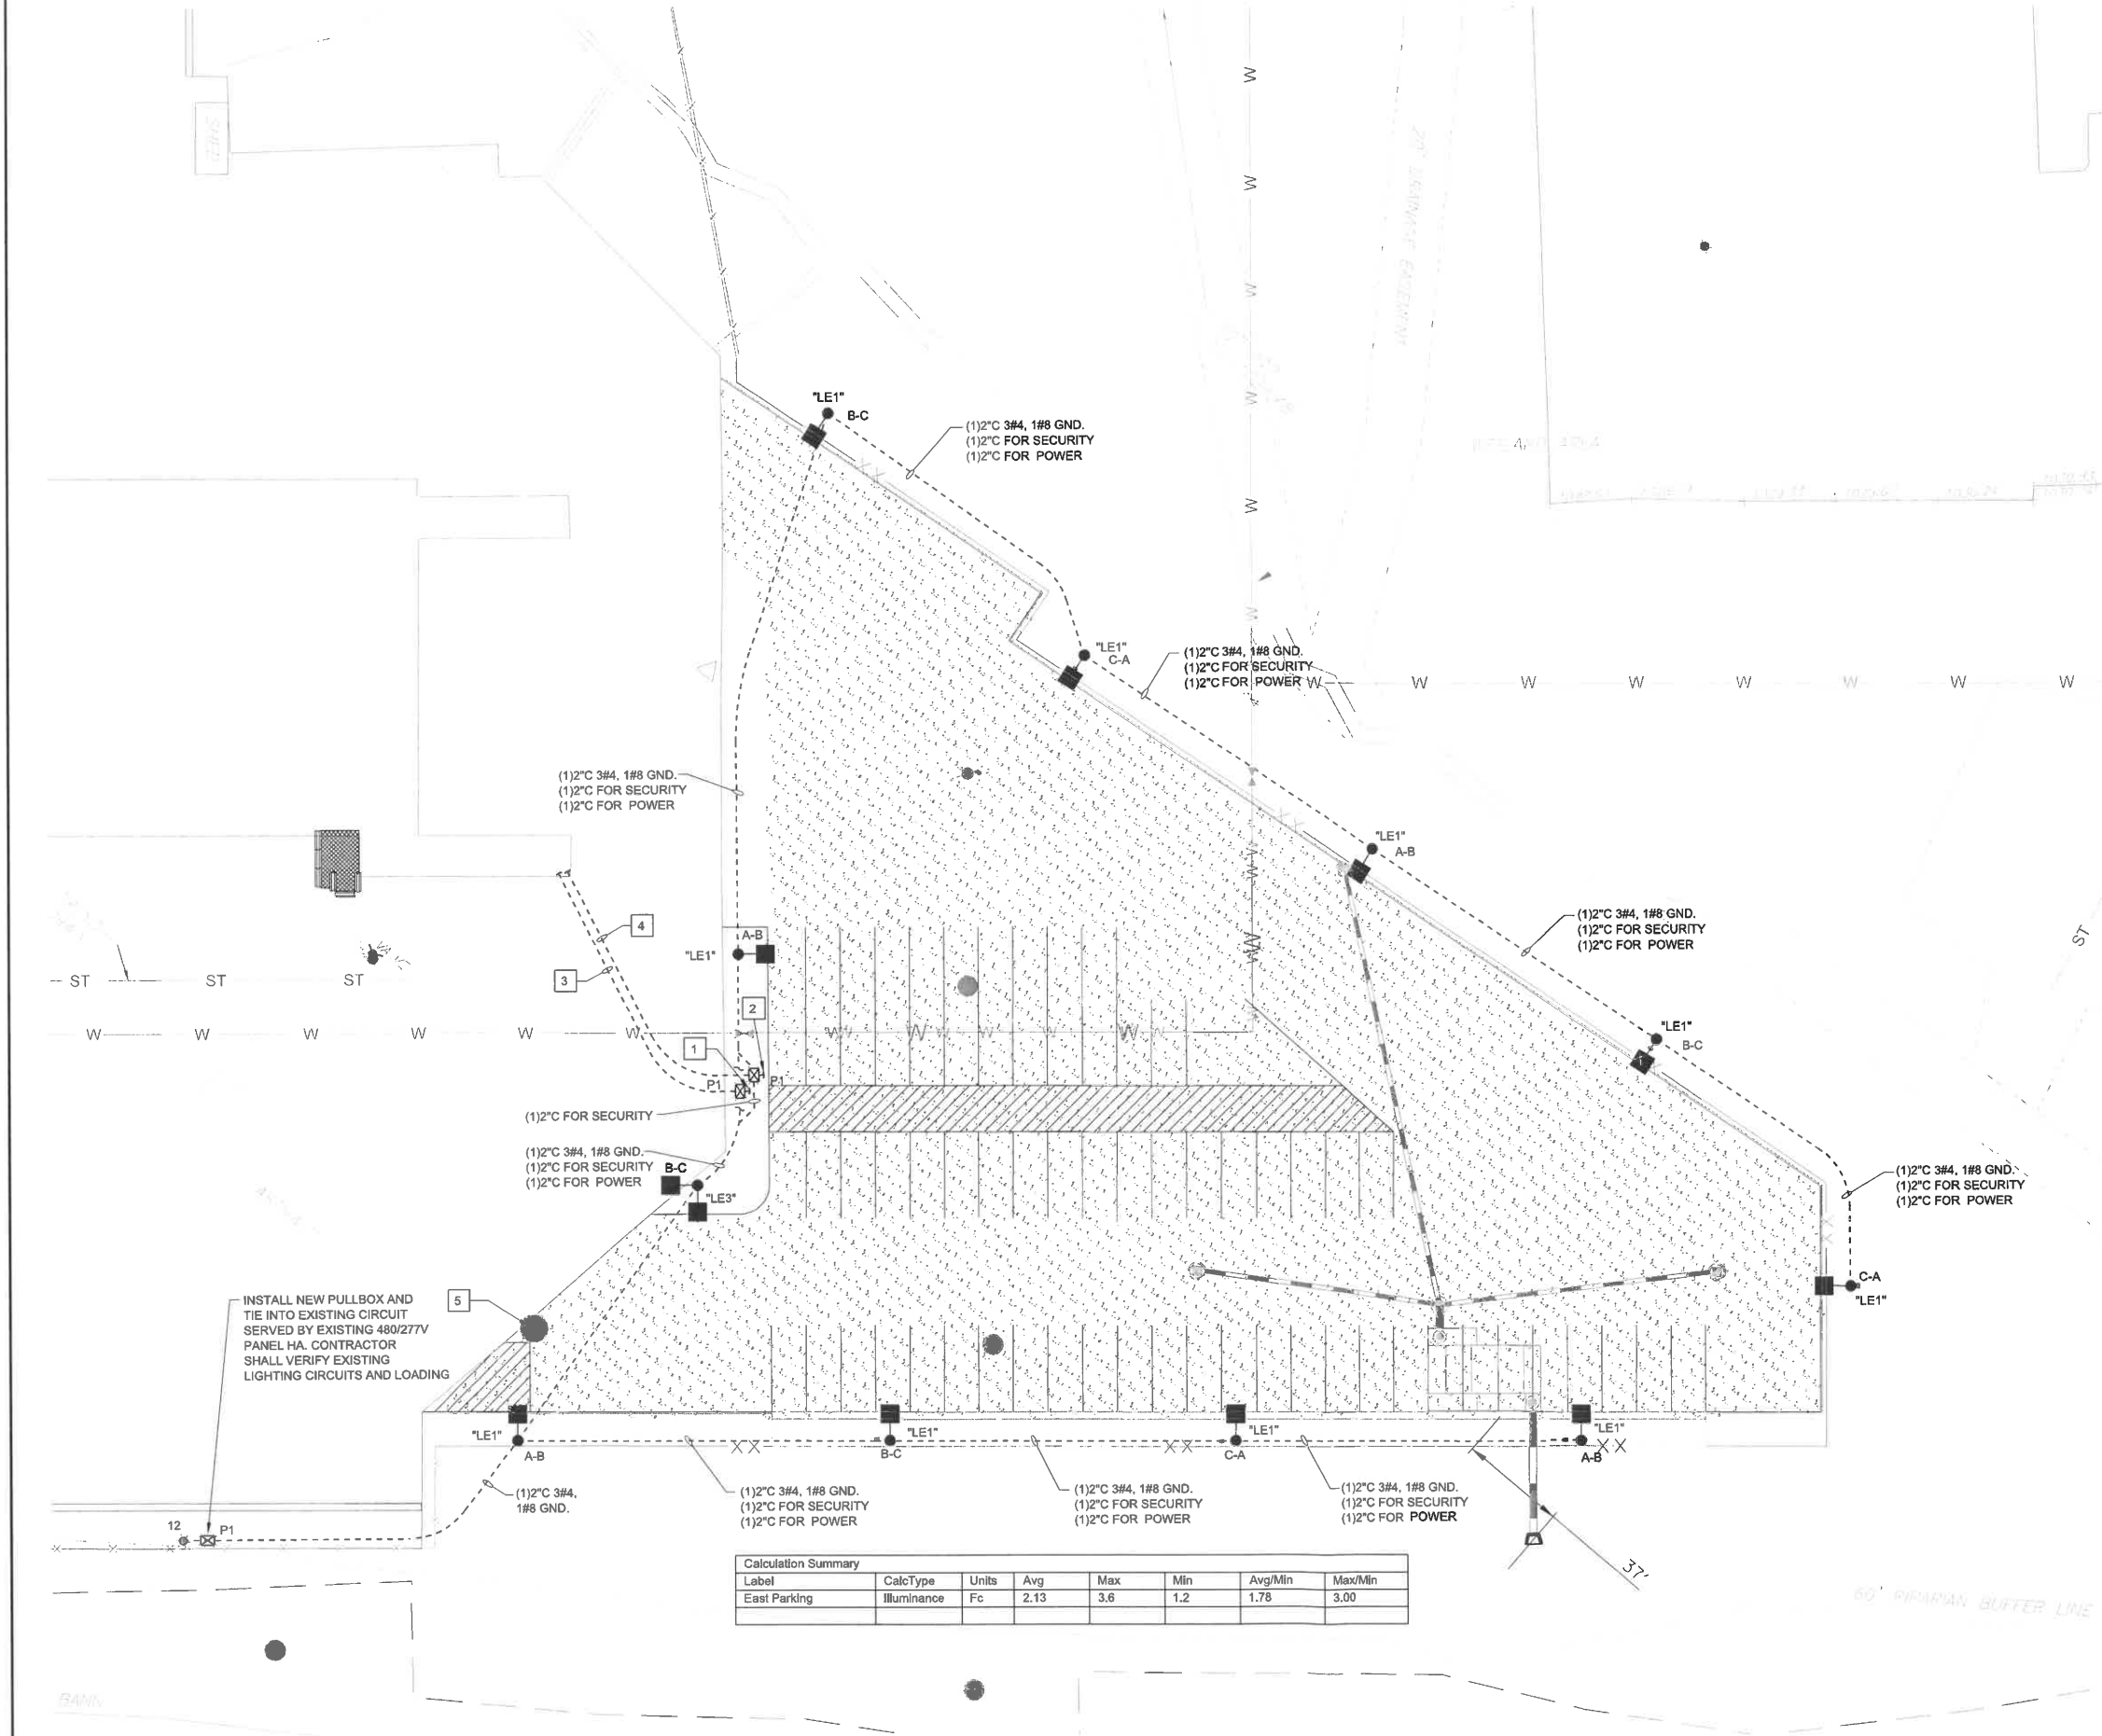 SHED
W
W
20' DRAINAGE EASEMENT
W
W
W
W
"LE1"
B-C
(1)2"C 3#4, 1#8 GND.
(1)2"C FOR SECURITY
(1)2"C FOR POWER
"LE1"
C-A
(1)2"C 3#4, 1#8 GND.
(1)2"C FOR SECURITY
(1)2"C FOR POWER
W W W W W W W W
(1)2"C 3#4, 1#8 GND.
(1)2"C FOR SECURITY
(1)2"C FOR POWER
"LE1"
A-B
(1)2"C 3#4, 1#8 GND.
(1)2"C FOR SECURITY
(1)2"C FOR POWER
4
A-B
"LE1"
3
ST ST ST
ST
2
W W W W W W W W W W
"LE1"
B-C
1
P1
P1
(1)2"C FOR SECURITY
(1)2"C 3#4, 1#8 GND.
(1)2"C FOR SECURITY
(1)2"C FOR POWER
B-C
"LE3"
(1)2"C 3#4, 1#8 GND.
(1)2"C FOR SECURITY
(1)2"C FOR POWER
C-A
"LE1"
INSTALL NEW PULLBOX AND
TIE INTO EXISTING CIRCUIT
SERVED BY EXISTING 480/277V
PANEL HA. CONTRACTOR
SHALL VERIFY EXISTING
LIGHTING CIRCUITS AND LOADING
5
"LE1"
A-B
"LE1"
B-C
"LE1"
C-A
"LE1"
A-B
(1)2"C 3#4,
1#8 GND.
(1)2"C 3#4, 1#8 GND.
(1)2"C FOR SECURITY
(1)2"C FOR POWER
(1)2"C 3#4, 1#8 GND.
(1)2"C FOR SECURITY
(1)2"C FOR POWER
(1)2"C 3#4, 1#8 GND.
(1)2"C FOR SECURITY
(1)2"C FOR POWER
12
P1
37'
Calculation Summary
Label CalcType Units Avg Max Min Avg/Min Max/Min
East Parking Illuminance Fc 2.13 3.6 1.2 1.78 3.00
60' RIPARIAN BUFFER LINE
BANK